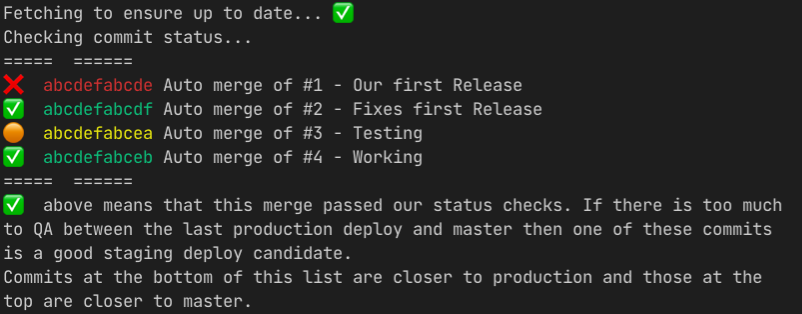 Fetching to ensure up to date... ✅
Checking commit status...
=====  ======
❌  abcdefabcde Auto merge of #1 - Our first Release
✅  abcdefabcdf Auto merge of #2 - Fixes first Release
🟠  abcdefabcea Auto merge of #3 - Testing
✅  abcdefabceb Auto merge of #4 - Working
=====  ======
✅  above means that this merge passed our status checks. If there is too much
to QA between the last production deploy and master then one of these commits
is a good staging deploy candidate.
Commits at the bottom of this list are closer to production and those at the
top are closer to master.